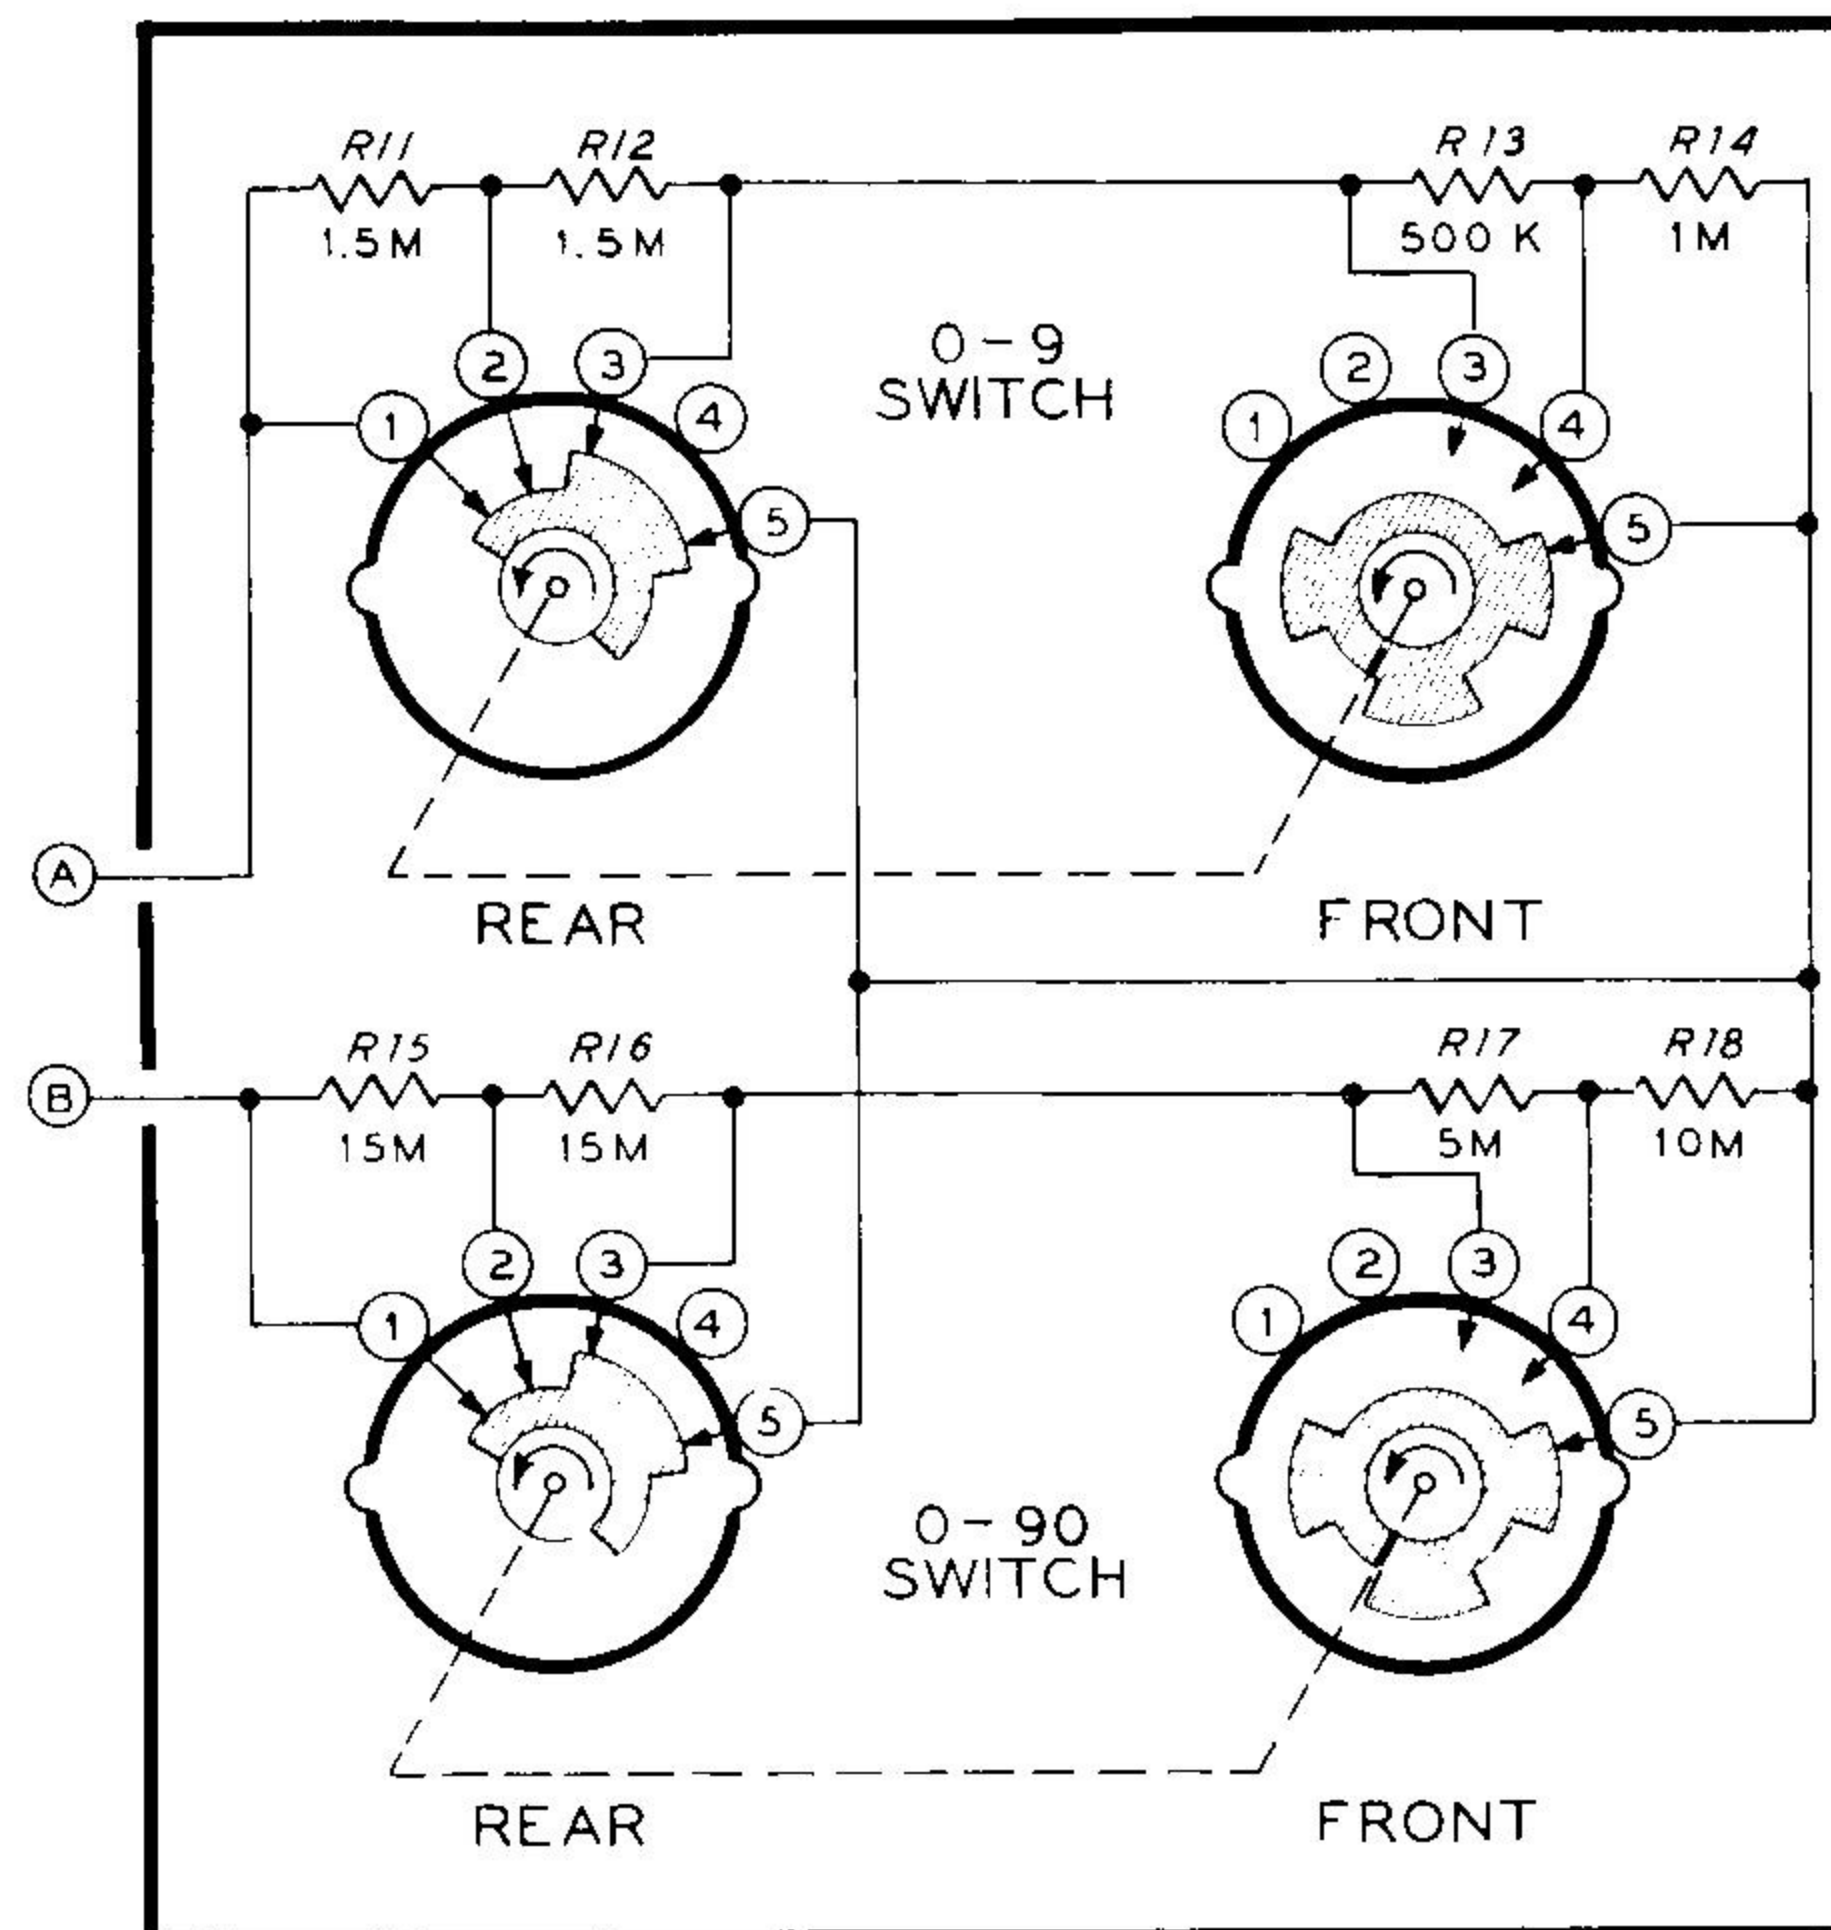 R11 R12 R13 R14
1.5M 1.5M 500 K 1M
0-9
SWITCH
1 2 3 4 5
1 2 3 4 5
A
REAR FRONT
R15 R16 R17 R18
B
15M 15M 5M 10M
1 2 3 4 5
1 2 3 4 5
0-90
SWITCH
REAR FRONT